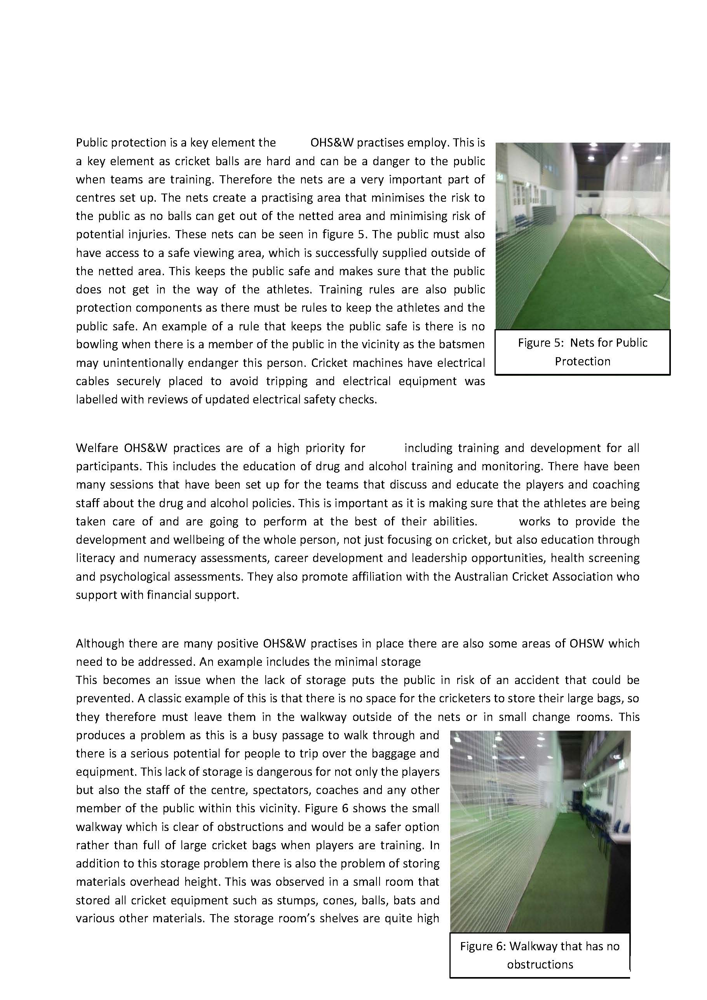 Public protection is a key element the OHS&W practises employ. This is
a key element as cricket balls are hard and can be a danger to the public
when teams are training. Therefore the nets are a very important part of
centres set up. The nets create a practising area that minimises the risk to
the public as no balls can get out of the netted area and minimising risk of
potential injuries. These nets can be seen in figure 5. The public must also
have access to a safe viewing area, which is successfully supplied outside of
the netted area. This keeps the public safe and makes sure that the public
does not get in the way of the athletes. Training rules are also public
protection components as there must be rules to keep the athletes and the
public safe. An example of a rule that keeps the public safe is there is no
bowling when there is a member of the public in the vicinity as the batsmen
may unintentionally endanger this person. Cricket machines have electrical
cables securely placed to avoid tripping and electrical equipment was
labelled with reviews of updated electrical safety checks.
Figure 5: Nets for Public
Protection
Welfare OHS&W practices are of a high priority for including training and development for all
participants. This includes the education of drug and alcohol training and monitoring. There have been
many sessions that have been set up for the teams that discuss and educate the players and coaching
staff about the drug and alcohol policies. This is important as it is making sure that the athletes are being
taken care of and are going to perform at the best of their abilities. works to provide the
development and wellbeing of the whole person, not just focusing on cricket, but also education through
literacy and numeracy assessments, career development and leadership opportunities, health screening
and psychological assessments. They also promote affiliation with the Australian Cricket Association who
support with financial support.
Although there are many positive OHS&W practises in place there are also some areas of OHSW which
need to be addressed. An example includes the minimal storage
This becomes an issue when the lack of storage puts the public in risk of an accident that could be
prevented. A classic example of this is that there is no space for the cricketers to store their large bags, so
they therefore must leave them in the walkway outside of the nets or in small change rooms. This
produces a problem as this is a busy passage to walk through and
there is a serious potential for people to trip over the baggage and
equipment. This lack of storage is dangerous for not only the players
but also the staff of the centre, spectators, coaches and any other
member of the public within this vicinity. Figure 6 shows the small
walkway which is clear of obstructions and would be a safer option
rather than full of large cricket bags when players are training. In
addition to this storage problem there is also the problem of storing
materials overhead height. This was observed in a small room that
stored all cricket equipment such as stumps, cones, balls, bats and
various other materials. The storage room’s shelves are quite high
Figure 6: Walkway that has no
obstructions